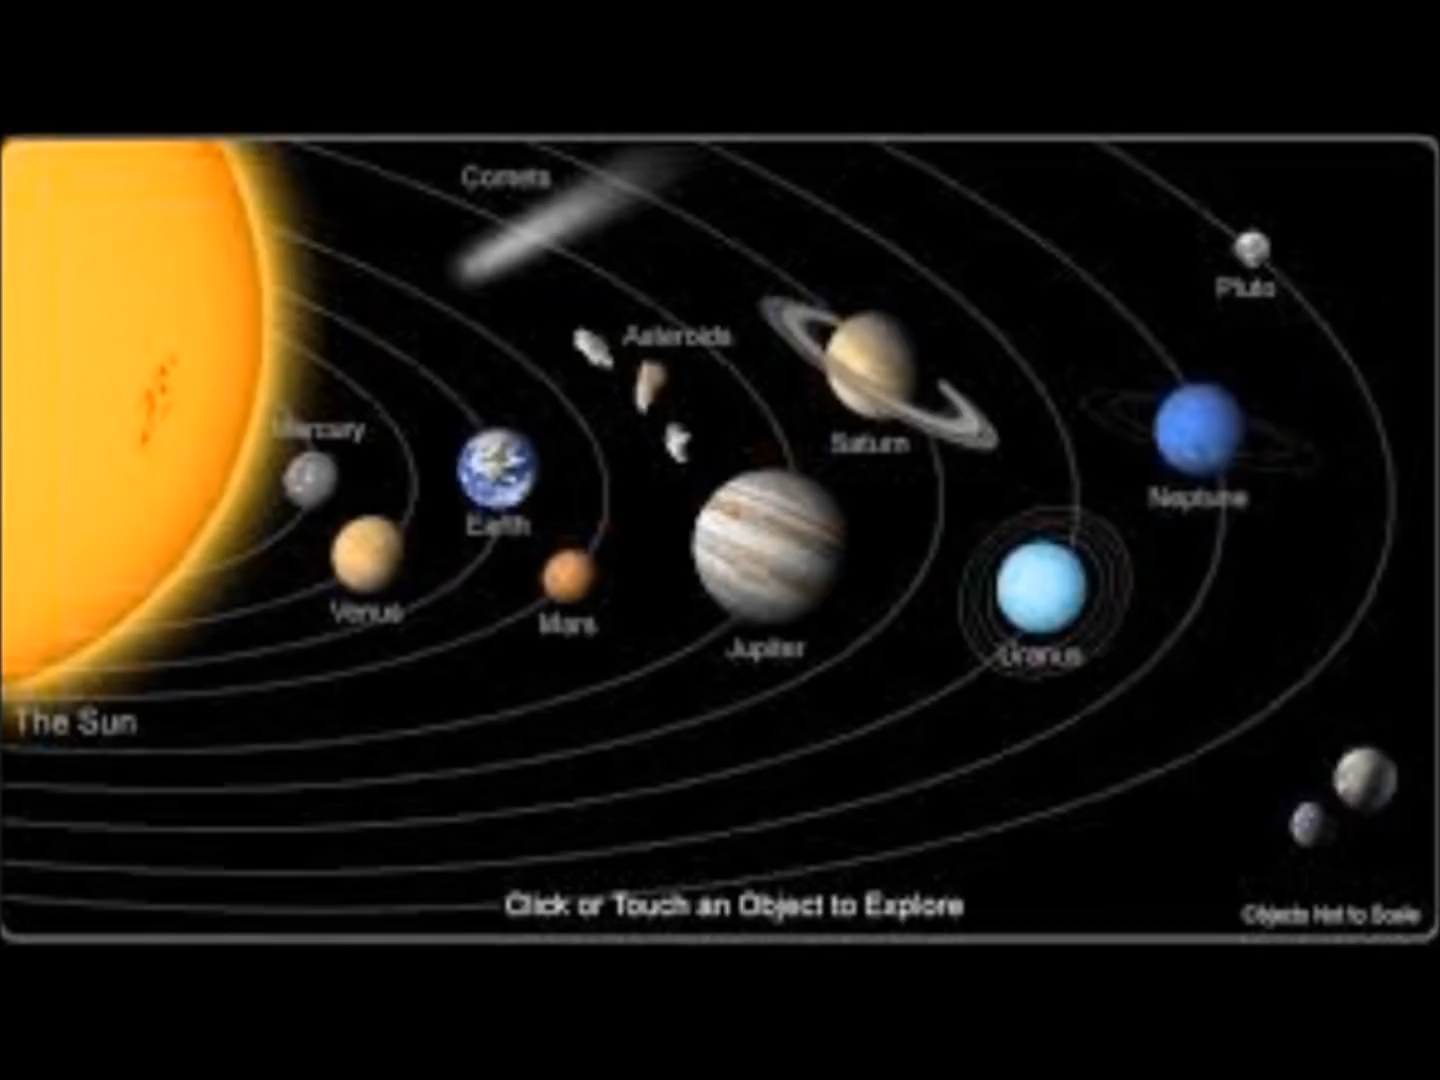 Comets
Pluto
Asteroids
Mercury
Saturn
Neptune
Earth
Venus
Mars
Jupiter
Uranus
The Sun
Click or Touch an Object to Explore
Objects Not to Scale